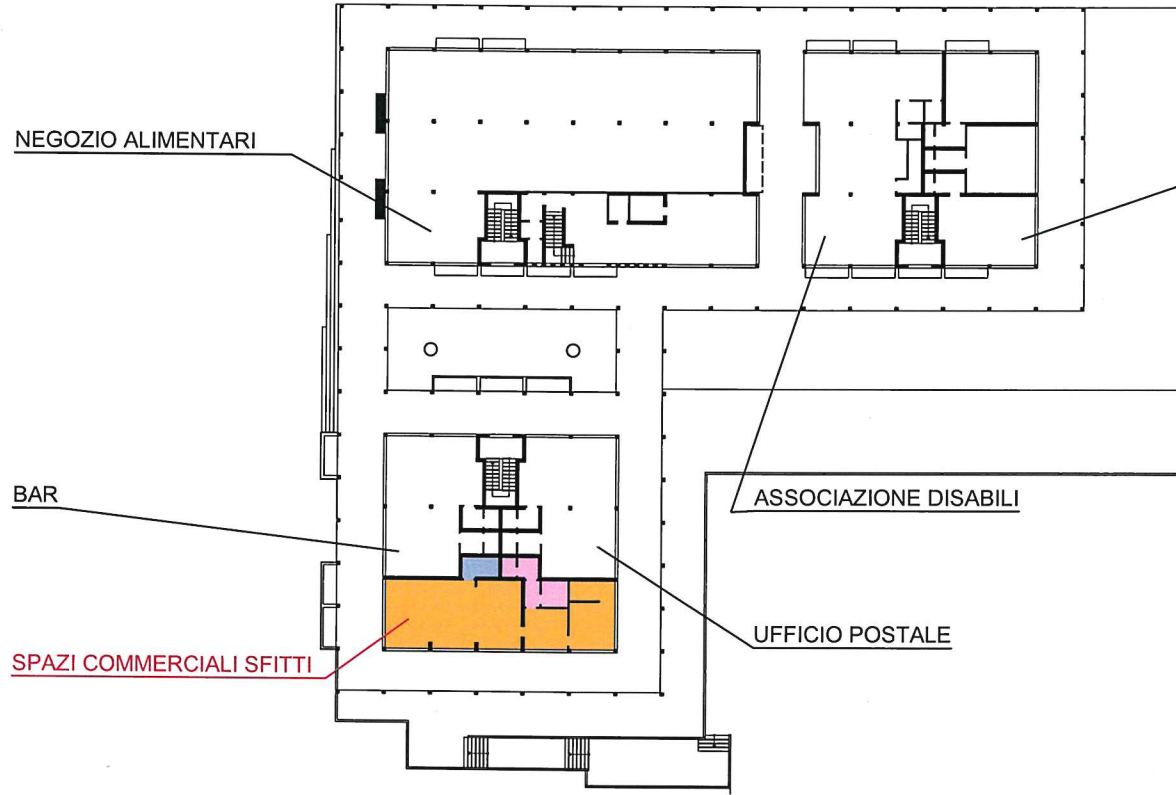 NEGOZIO ALIMENTARI
BAR
ASSOCIAZIONE DISABILI
UFFICIO POSTALE
SPAZI COMMERCIALI SFITTI